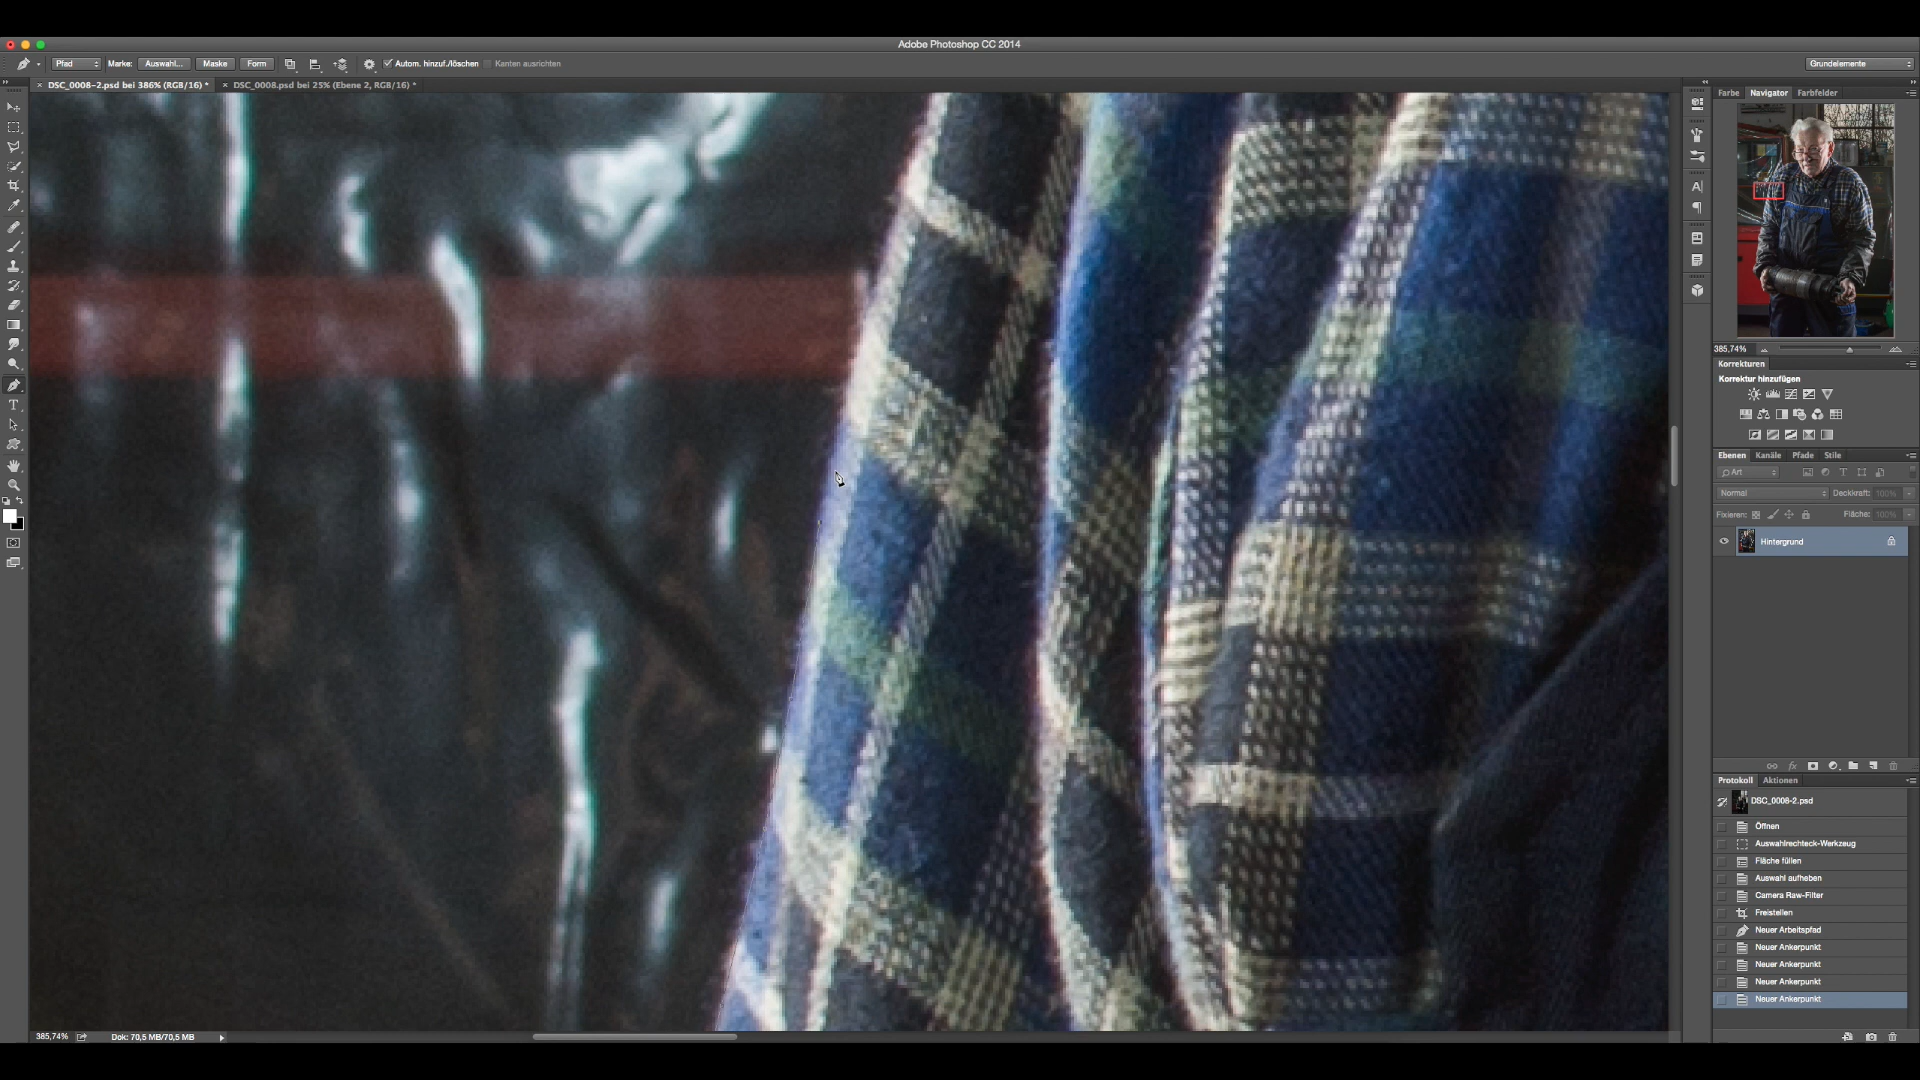 Adobe Photoshop CC 2014
Pfad Marke: Auswahl... Maske Form Autom. hinzuf./löschen Kanten ausrichten Grundelemente
× DSC_0008-2.psd bei 386% (RGB/16) * × DSC_0008.psd bei 25% (Ebene 2, RGB/16) *
Farbe Navigator Farbfelder
385,74%
Korrekturen
Korrektur hinzufügen
Ebenen Kanäle Pfade Stile
Art
Normal Deckkraft: 100%
Fixieren: Fläche: 100%
Hintergrund
Protokoll Aktionen
DSC_0008-2.psd
Öffnen
Auswahlrechteck-Werkzeug
Fläche füllen
Auswahl aufheben
Camera Raw-Filter
Freistellen
Neuer Arbeitspfad
Neuer Ankerpunkt
Neuer Ankerpunkt
Neuer Ankerpunkt
Neuer Ankerpunkt
385,74% Dok: 70,5 MB/70,5 MB